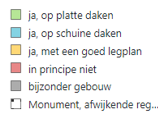 ja, op platte daken
ja, op schuine daken
ja, met een goed legplan
in principe niet
bijzonder gebouw
Monument, afwijkende reg...